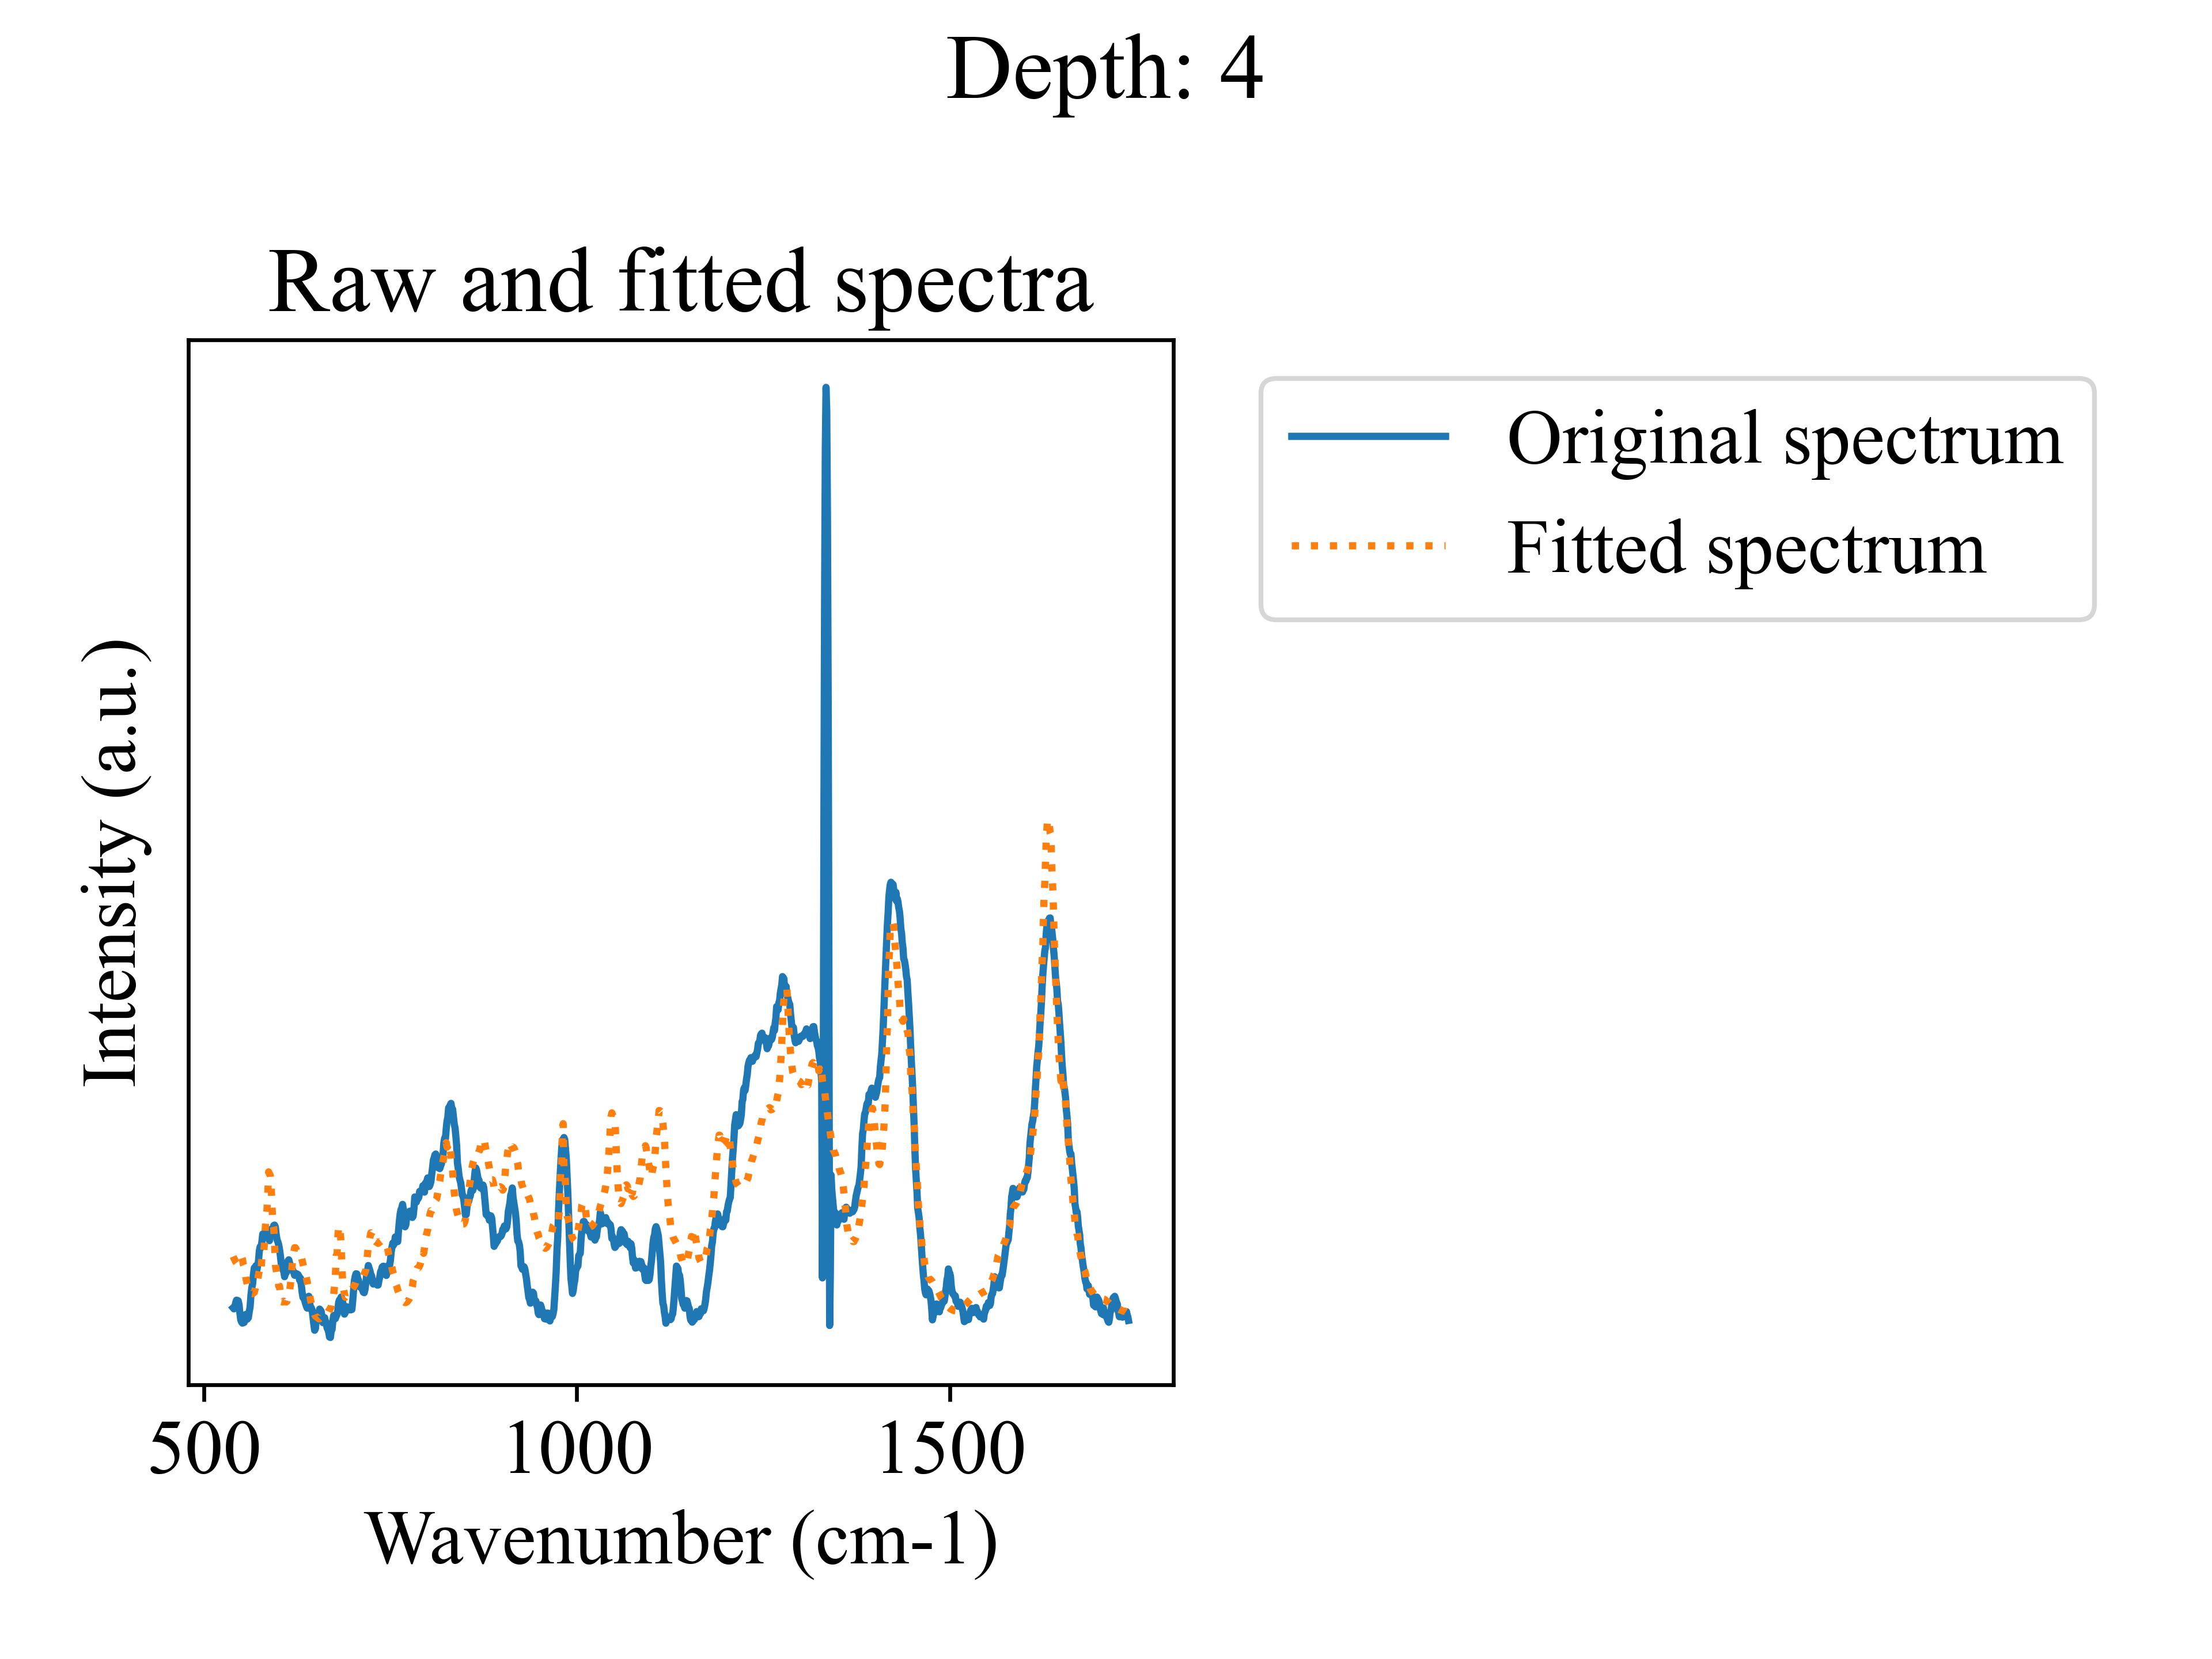 Depth: 4
Raw and fitted spectra
Original spectrum
Fitted spectrum
Intensity (a.u.)
500 1000 1500
Wavenumber (cm-1)